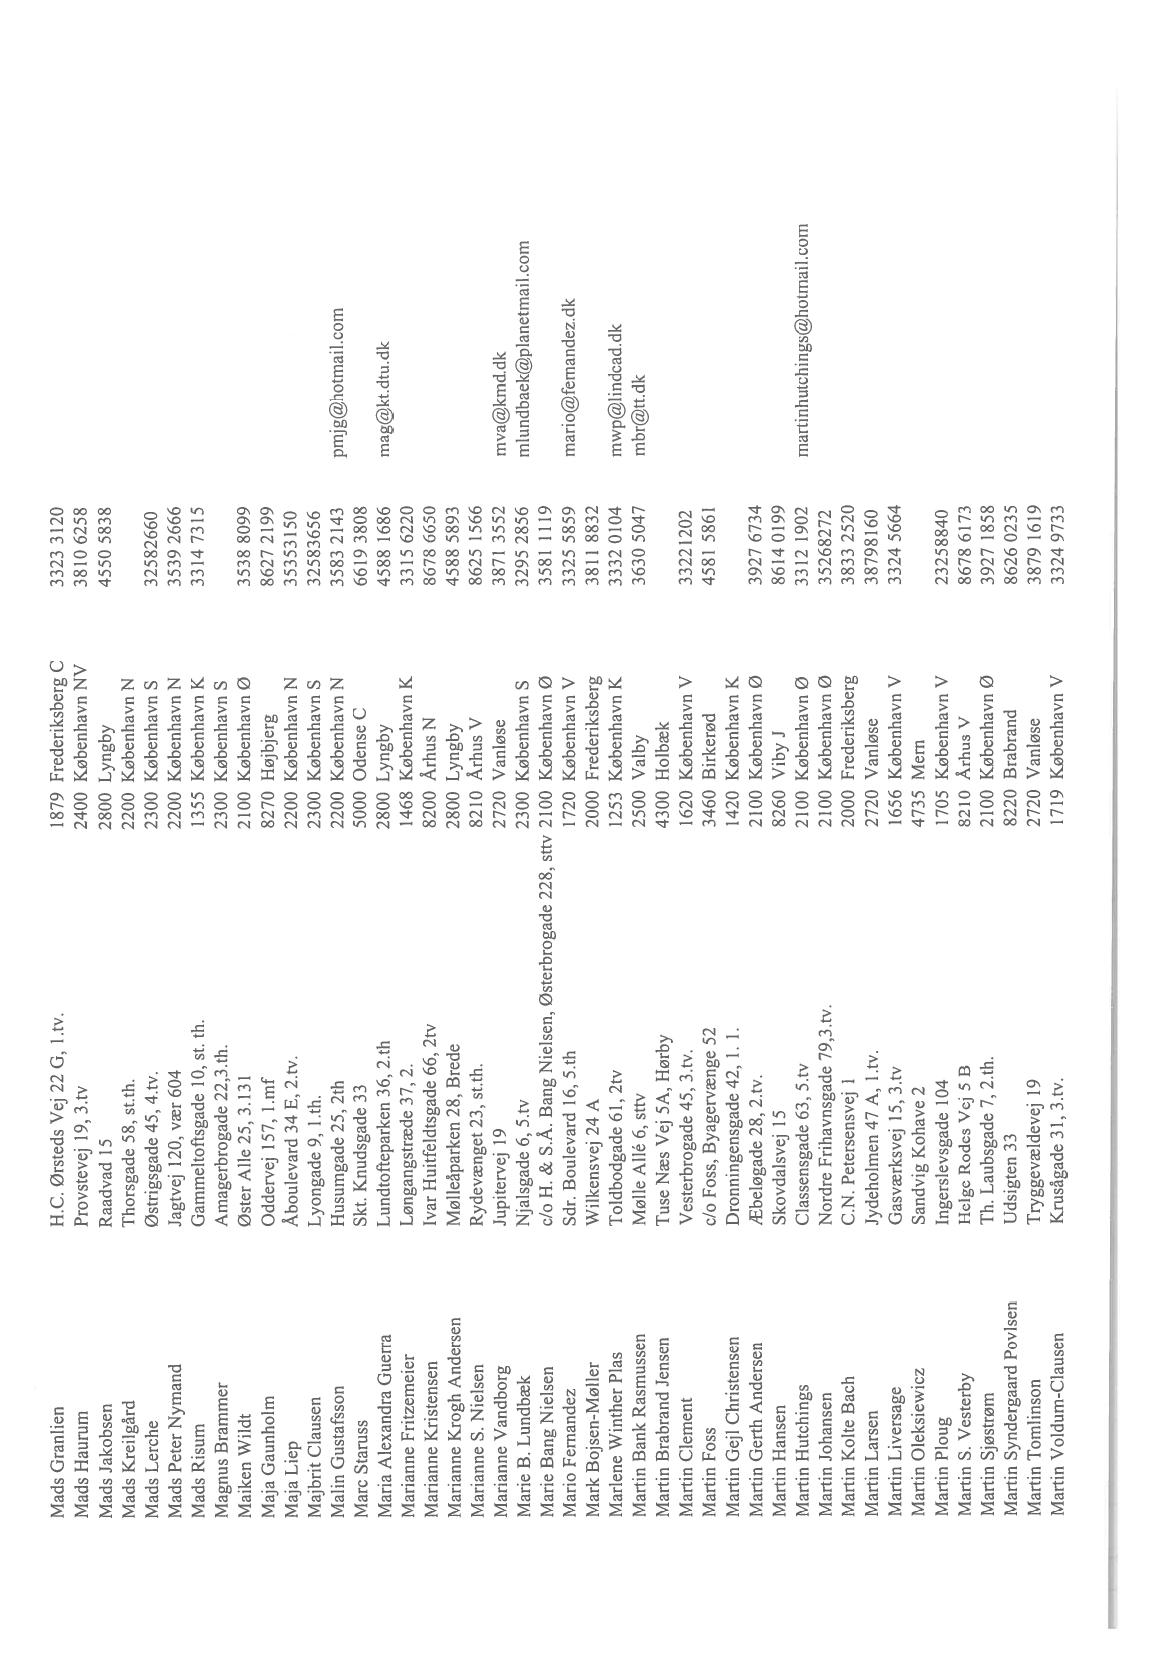 Mads Granlien H.C. Ørsteds Vej 22 G, 1.tv. 1879 Frederiksberg C 3323 3120
Mads Haurum Provstevej 19, 3.tv 2400 København NV 3810 6258
Mads Jakobsen Raadvad 15 2800 Lyngby 4550 5838
Mads Kreilgård Thorsgade 58, st.th. 2200 København N
Mads Lerche Østrigsgade 45, 4.tv. 2300 København S 32582660
Mads Peter Nymand Jagtvej 120, vær 604 2200 København N 3539 2666
Mads Risum Gammeltoftsgade 10, st. th. 1355 København K 3314 7315
Magnus Brammer Amagerbrogade 22,3.th. 2300 København S
Maiken Wildt Øster Alle 25, 3.131 2100 København Ø 3538 8099
Maja Gaunholm Oddervej 157, 1.mf 8270 Højbjerg 8627 2199
Maja Liep Åboulevard 34 E, 2.tv. 2200 København N 35353150
Majbrit Clausen Lyongade 9, 1.th. 2300 København S 32583656
Malin Gustafsson Husumgade 25, 2th 2200 København N 3583 2143 pmjg@hotmail.com
Marc Staruss Skt. Knudsgade 33 5000 Odense C 6619 3808
Maria Alexandra Guerra Lundtofteparken 36, 2.th 2800 Lyngby 4588 1686 mag@kt.dtu.dk
Marianne Fritzemeier Løngangstræde 37, 2. 1468 København K 3315 6220
Marianne Kristensen Ivar Huitfeldtsgade 66, 2tv 8200 Århus N 8678 6650
Marianne Krogh Andersen Mølleåparken 28, Brede 2800 Lyngby 4588 5893
Marianne S. Nielsen Rydevænget 23, st.th. 8210 Århus V 8625 1566
Marianne Vandborg Jupitervej 19 2720 Vanløse 3871 3552 mva@kmd.dk
Marie B. Lundbæk Njalsgade 6, 5.tv 2300 København S 3295 2856 mlundbaek@planetmail.com
Marie Bang Nielsen c/o H. & S.Å. Bang Nielsen, Østerbrogade 228, sttv 2100 København Ø 3581 1119
Mario Fernandez Sdr. Boulevard 16, 5.th 1720 København V 3325 5859 mario@fernandez.dk
Mark Bojsen-Møller Wilkensvej 24 A 2000 Frederiksberg 3811 8832
Marlene Winther Plas Toldbodgade 61, 2tv 1253 København K 3332 0104 mwp@lindcad.dk
Martin Bank Rasmussen Mølle Allé 6, sttv 2500 Valby 3630 5047 mbr@tt.dk
Martin Brabrand Jensen Tuse Næs Vej 5A, Hørby 4300 Holbæk
Martin Clement Vesterbrogade 45, 3.tv. 1620 København V 33221202
Martin Foss c/o Foss, Byagervænge 52 3460 Birkerød 4581 5861
Martin Gejl Christensen Dronningensgade 42, 1. 1. 1420 København K
Martin Gerth Andersen Æbeløgade 28, 2.tv. 2100 København Ø 3927 6734
Martin Hansen Skovdalsvej 15 8260 Viby J 8614 0199
Martin Hutchings Classensgade 63, 5.tv 2100 København Ø 3312 1902 martinhutchings@hotmail.com
Martin Johansen Nordre Frihavnsgade 79,3.tv. 2100 København Ø 35268272
Martin Kolte Bach C.N. Petersensvej 1 2000 Frederiksberg 3833 2520
Martin Larsen Jydeholmen 47 A, 1.tv. 2720 Vanløse 38798160
Martin Liversage Gasværksvej 15, 3.tv 1656 København V 3324 5664
Martin Oleksiewicz Sandvig Kohave 2 4735 Mern
Martin Ploug Ingerslevsgade 104 1705 København V 23258840
Martin S. Vesterby Helge Rodes Vej 5 B 8210 Århus V 8678 6173
Martin Sjøstrøm Th. Laubsgade 7, 2.th. 2100 København Ø 3927 1858
Martin Syndergaard Povlsen Udsigten 33 8220 Brabrand 8626 0235
Martin Tomlinson Tryggevældevej 19 2720 Vanløse 3879 1619
Martin Voldum-Clausen Krusågade 31, 3.tv. 1719 København V 3324 9733